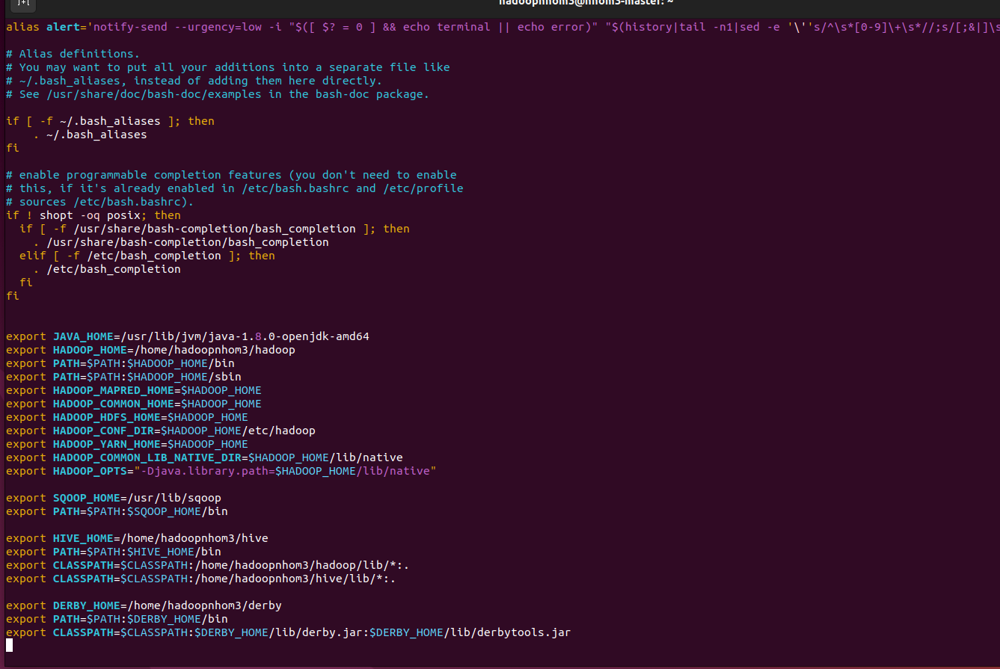 hadoopnhom3@nhom3-master: ~
alias alert='notify-send --urgency=low -i "$([ $? = 0 ] && echo terminal || echo error)" "$(history|tail -n1|sed -e '\''s/^\s*[0-9]\+\s*//;s/[;&|]\s
# Alias definitions.
# You may want to put all your additions into a separate file like
# ~/.bash_aliases, instead of adding them here directly.
# See /usr/share/doc/bash-doc/examples in the bash-doc package.
if [ -f ~/.bash_aliases ]; then
    . ~/.bash_aliases
fi
# enable programmable completion features (you don't need to enable
# this, if it's already enabled in /etc/bash.bashrc and /etc/profile
# sources /etc/bash.bashrc).
if ! shopt -oq posix; then
  if [ -f /usr/share/bash-completion/bash_completion ]; then
    . /usr/share/bash-completion/bash_completion
  elif [ -f /etc/bash_completion ]; then
    . /etc/bash_completion
  fi
fi
export JAVA_HOME=/usr/lib/jvm/java-1.8.0-openjdk-amd64
export HADOOP_HOME=/home/hadoopnhom3/hadoop
export PATH=$PATH:$HADOOP_HOME/bin
export PATH=$PATH:$HADOOP_HOME/sbin
export HADOOP_MAPRED_HOME=$HADOOP_HOME
export HADOOP_COMMON_HOME=$HADOOP_HOME
export HADOOP_HDFS_HOME=$HADOOP_HOME
export HADOOP_CONF_DIR=$HADOOP_HOME/etc/hadoop
export HADOOP_YARN_HOME=$HADOOP_HOME
export HADOOP_COMMON_LIB_NATIVE_DIR=$HADOOP_HOME/lib/native
export HADOOP_OPTS="-Djava.library.path=$HADOOP_HOME/lib/native"
export SQOOP_HOME=/usr/lib/sqoop
export PATH=$PATH:$SQOOP_HOME/bin
export HIVE_HOME=/home/hadoopnhom3/hive
export PATH=$PATH:$HIVE_HOME/bin
export CLASSPATH=$CLASSPATH:/home/hadoopnhom3/hadoop/lib/*:.
export CLASSPATH=$CLASSPATH:/home/hadoopnhom3/hive/lib/*:.
export DERBY_HOME=/home/hadoopnhom3/derby
export PATH=$PATH:$DERBY_HOME/bin
export CLASSPATH=$CLASSPATH:$DERBY_HOME/lib/derby.jar:$DERBY_HOME/lib/derbytools.jar